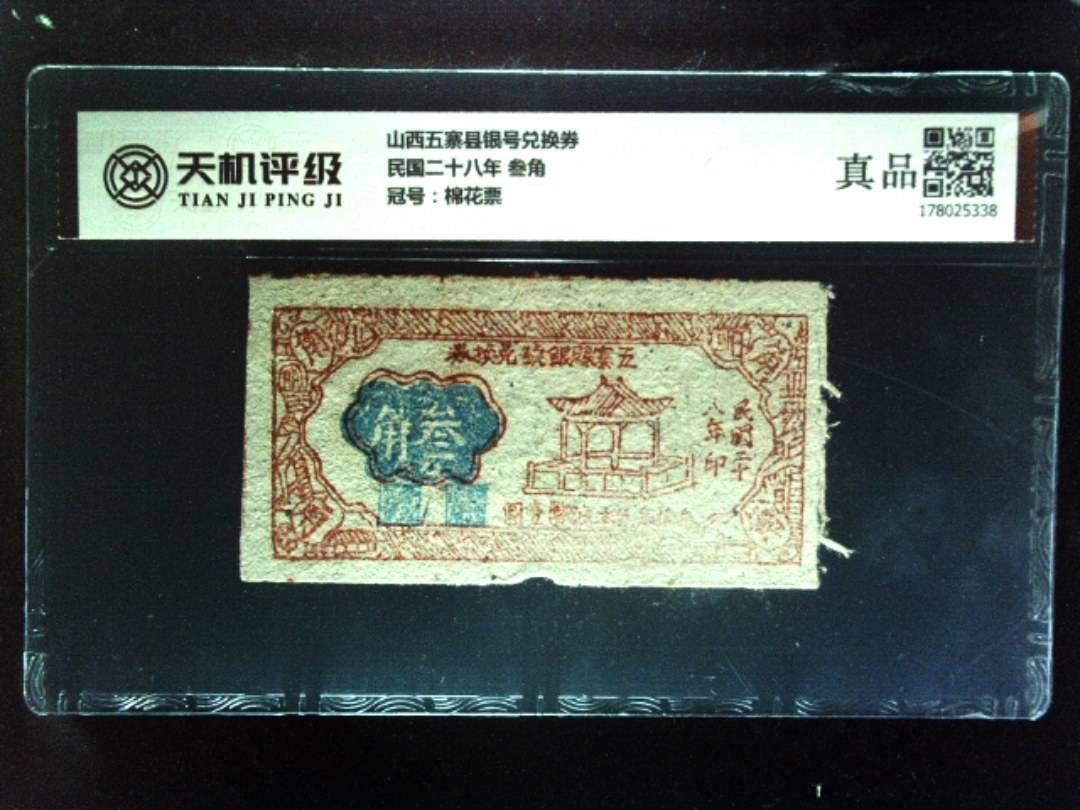 天机评级
TIAN JI PING JI
山西五寨县银号兑换券
民国二十八年 叁角
冠号：棉花票
真品
178025338
五寨縣銀號兌換券
叁角
民國二十
八年印